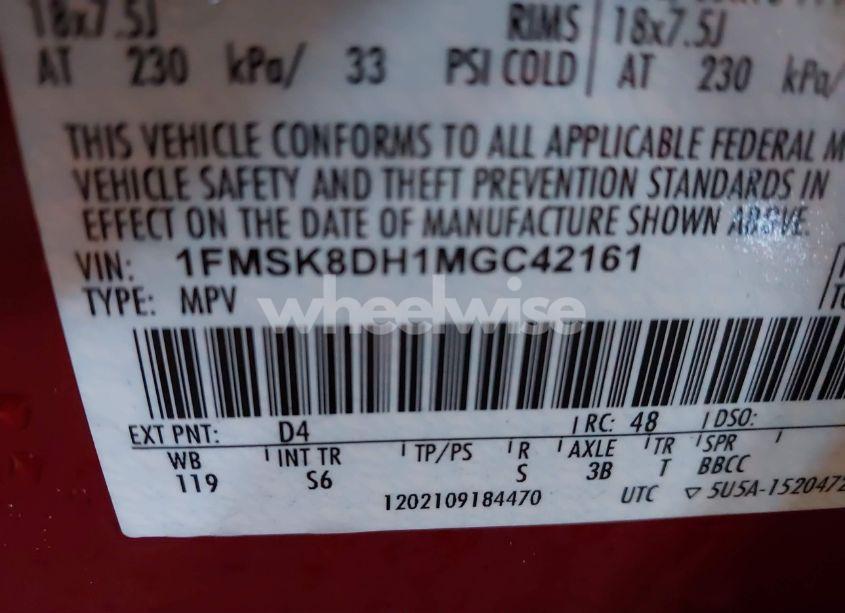 18x7.5J RIMS 18x7.5J
AT 230 kPa/ 33 PSI COLD AT 230 kPa/
THIS VEHICLE CONFORMS TO ALL APPLICABLE FEDERAL M
VEHICLE SAFETY AND THEFT PREVENTION STANDARDS IN
EFFECT ON THE DATE OF MANUFACTURE SHOWN ABOVE.
VIN: 1FMSK8DH1MGC42161
TYPE: MPV
wheelwise
EXT PNT: D4 RC: 48 DSO:
WB INT TR TP/PS R AXLE TR SPR
119 S6 S 3B T BBCC
1202109184470 UTC ▽ 5U5A-1520472